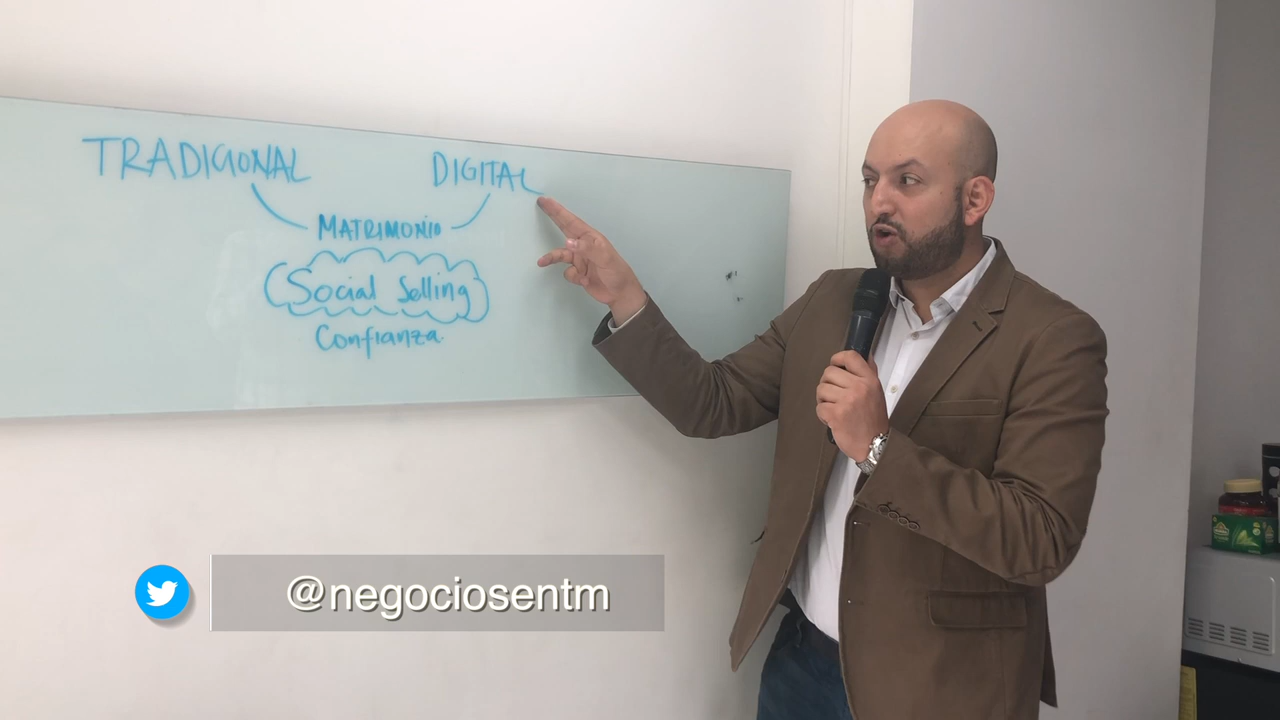 TRADICIONAL
DIGITAL
MATRIMONIO
Social Selling
Confianza.
@negociosentm